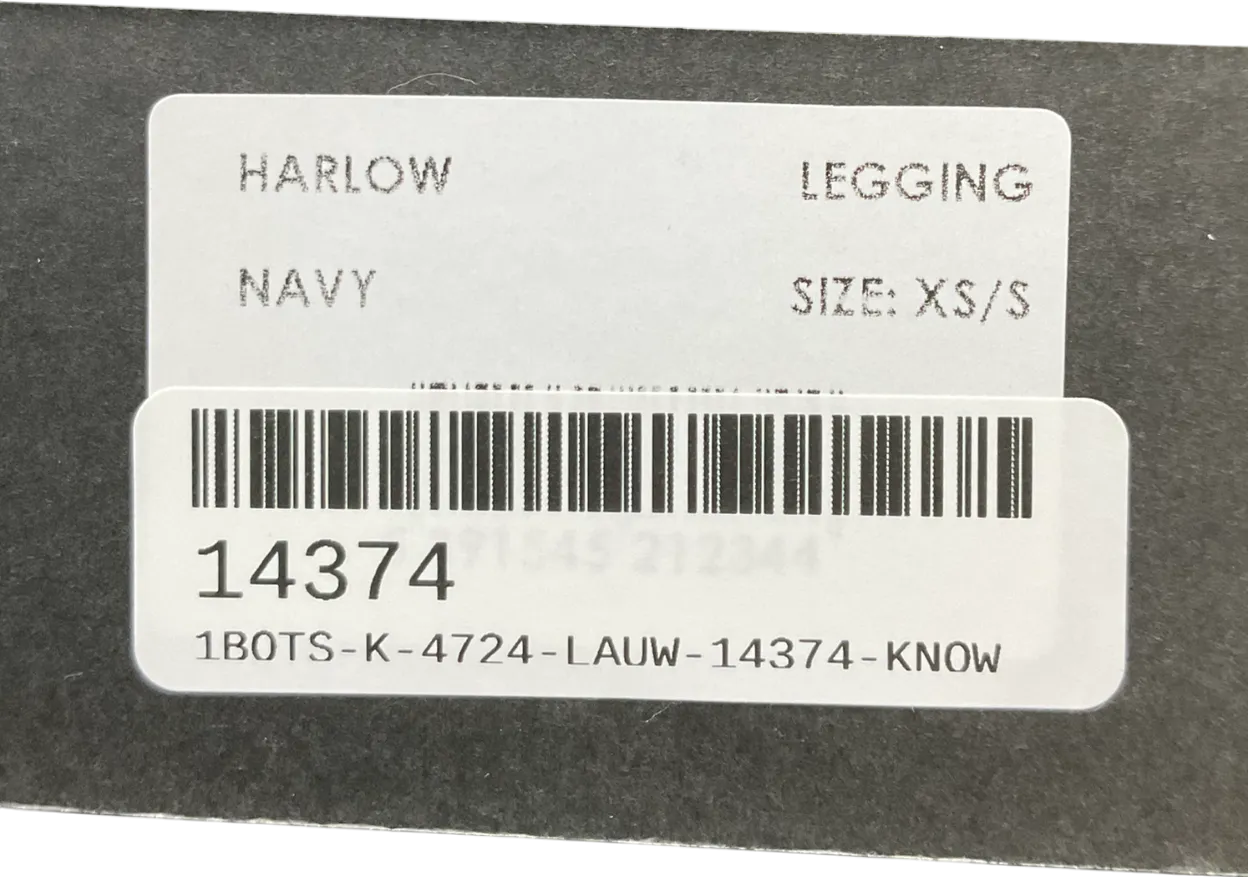 HARLOW LEGGING
NAVY SIZE: XS/S
14374
1BOTS-K-4724-LAUW-14374-KNOW